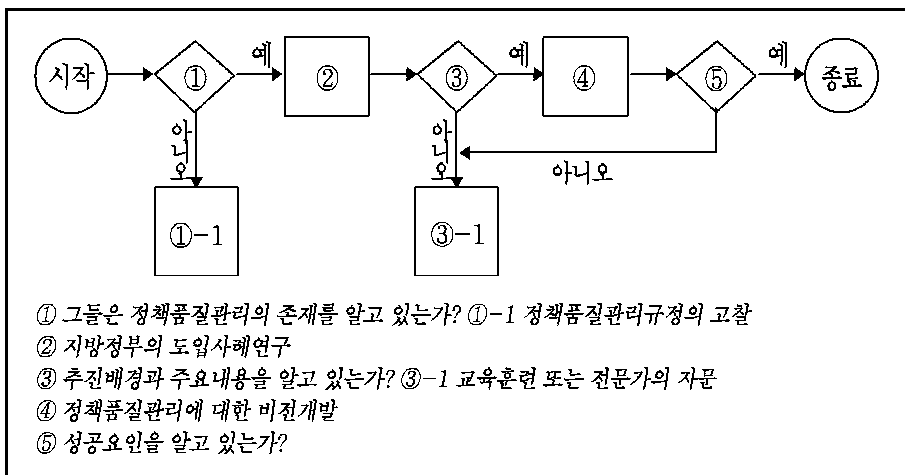 시작 ① 예 ② ③ 예 ④ ⑤ 예 종료
아니오 아니오 아니오
①-1 ③-1
① 그들은 정책품질관리의 존재를 알고 있는가? ①-1 정책품질관리규정의 고찰
② 지방정부의 도입사례연구
③ 추진배경과 주요내용을 알고 있는가? ③-1 교육훈련 또는 전문가의 자문
④ 정책품질관리에 대한 비전개발
⑤ 성공요인을 알고 있는가?